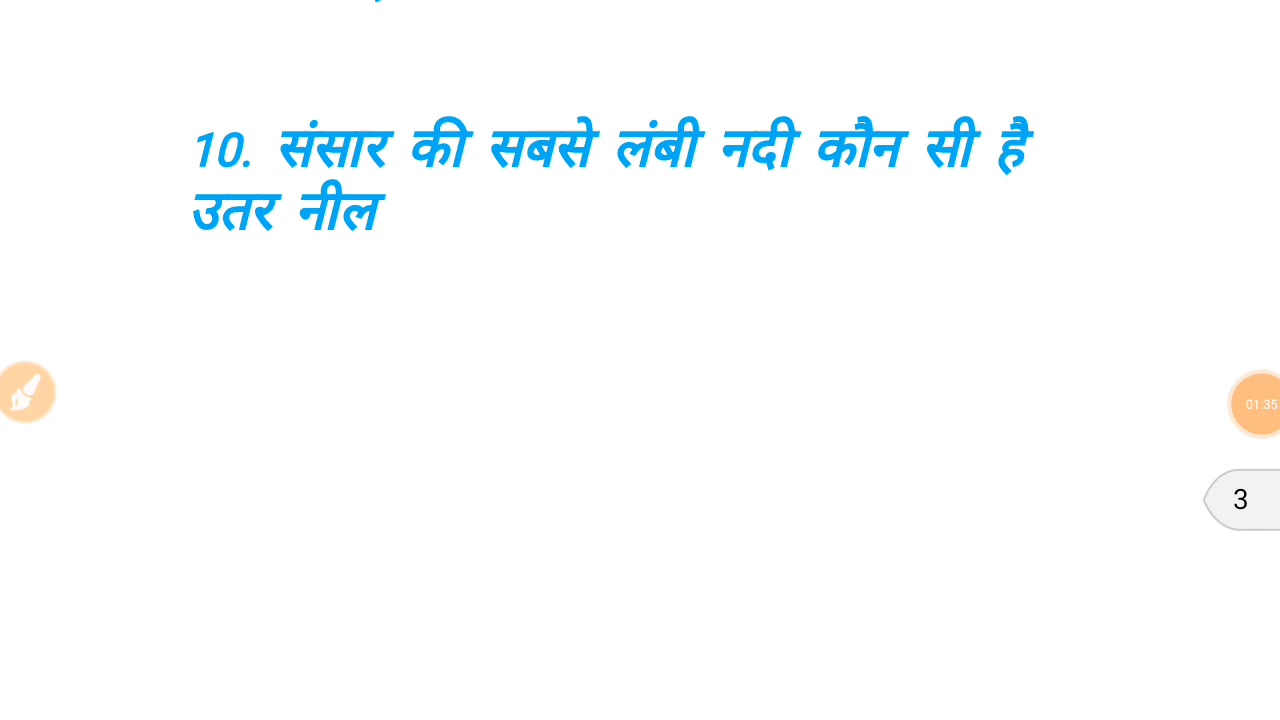 10. संसार की सबसे लंबी नदी कौन सी है
उतर नील
01:35
3